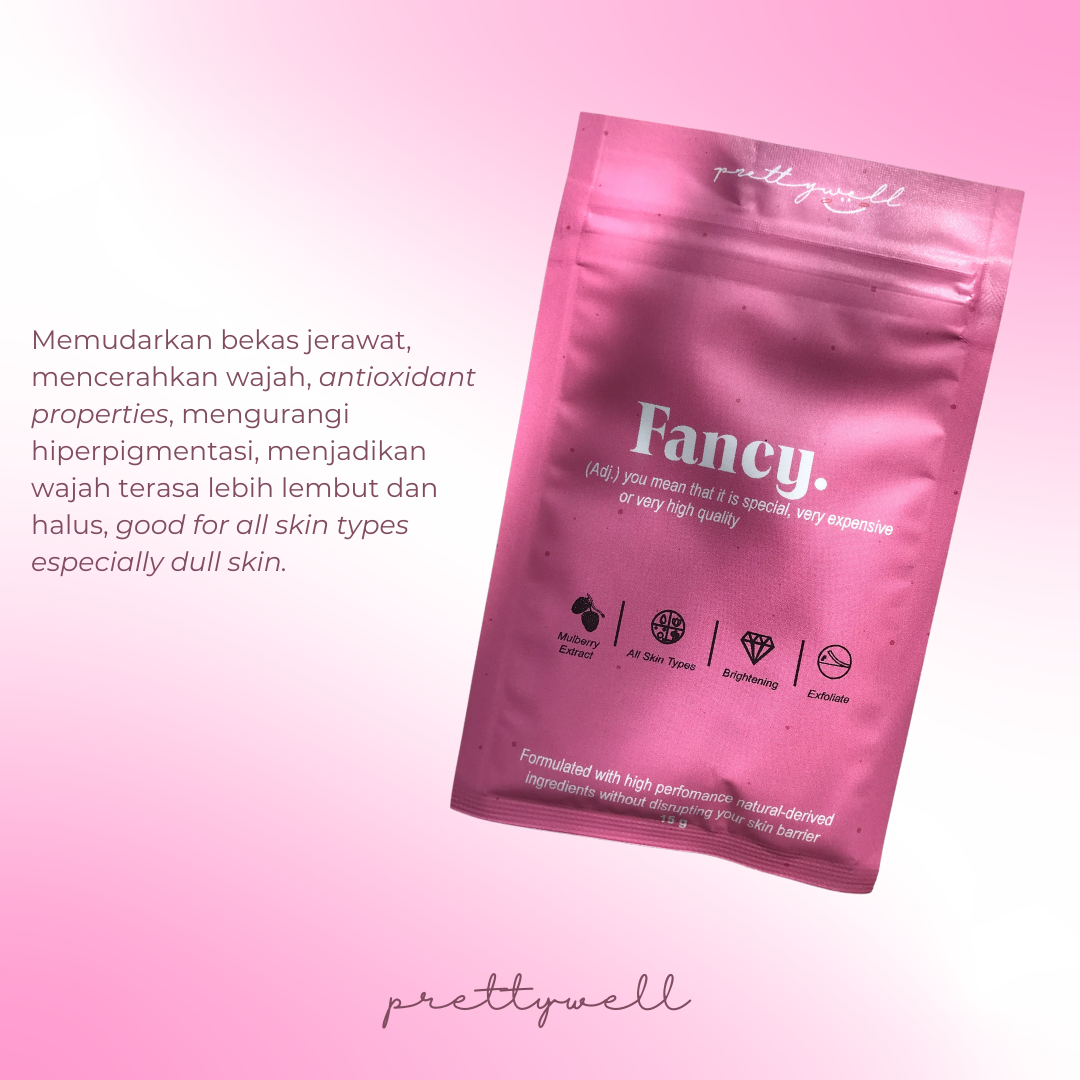 Memudarkan bekas jerawat,
mencerahkan wajah, antioxidant
properties, mengurangi
hiperpigmentasi, menjadikan
wajah terasa lebih lembut dan
halus, good for all skin types
especially dull skin.
prettywell
Fancy.
(Adj.) you mean that it is special, very expensive
or very high quality
Mulberry
Extract
All Skin Types
Brightening
Exfoliate
Formulated with high perfomance natural-derived
ingredients without disrupting your skin barrier
15 g
prettywell